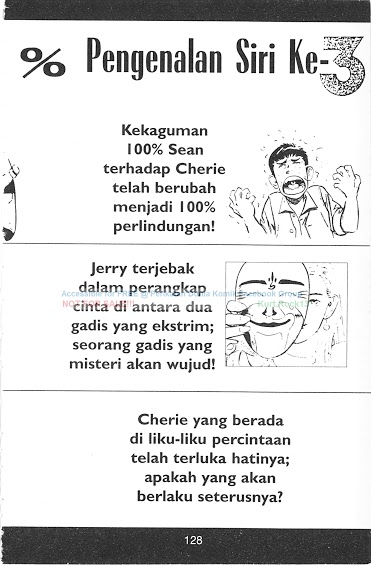 % Pengenalan Siri Ke-3
Kekaguman
100% Sean
terhadap Cherie
telah berubah
menjadi 100%
perlindungan!
Jerry terjebak
dalam perangkap
cinta di antara dua
gadis yang ekstrim;
seorang gadis yang
misteri akan wujud!
Cherie yang berada
di liku-liku percintaan
telah terluka hatinya;
apakah yang akan
berlaku seterusnya?
128